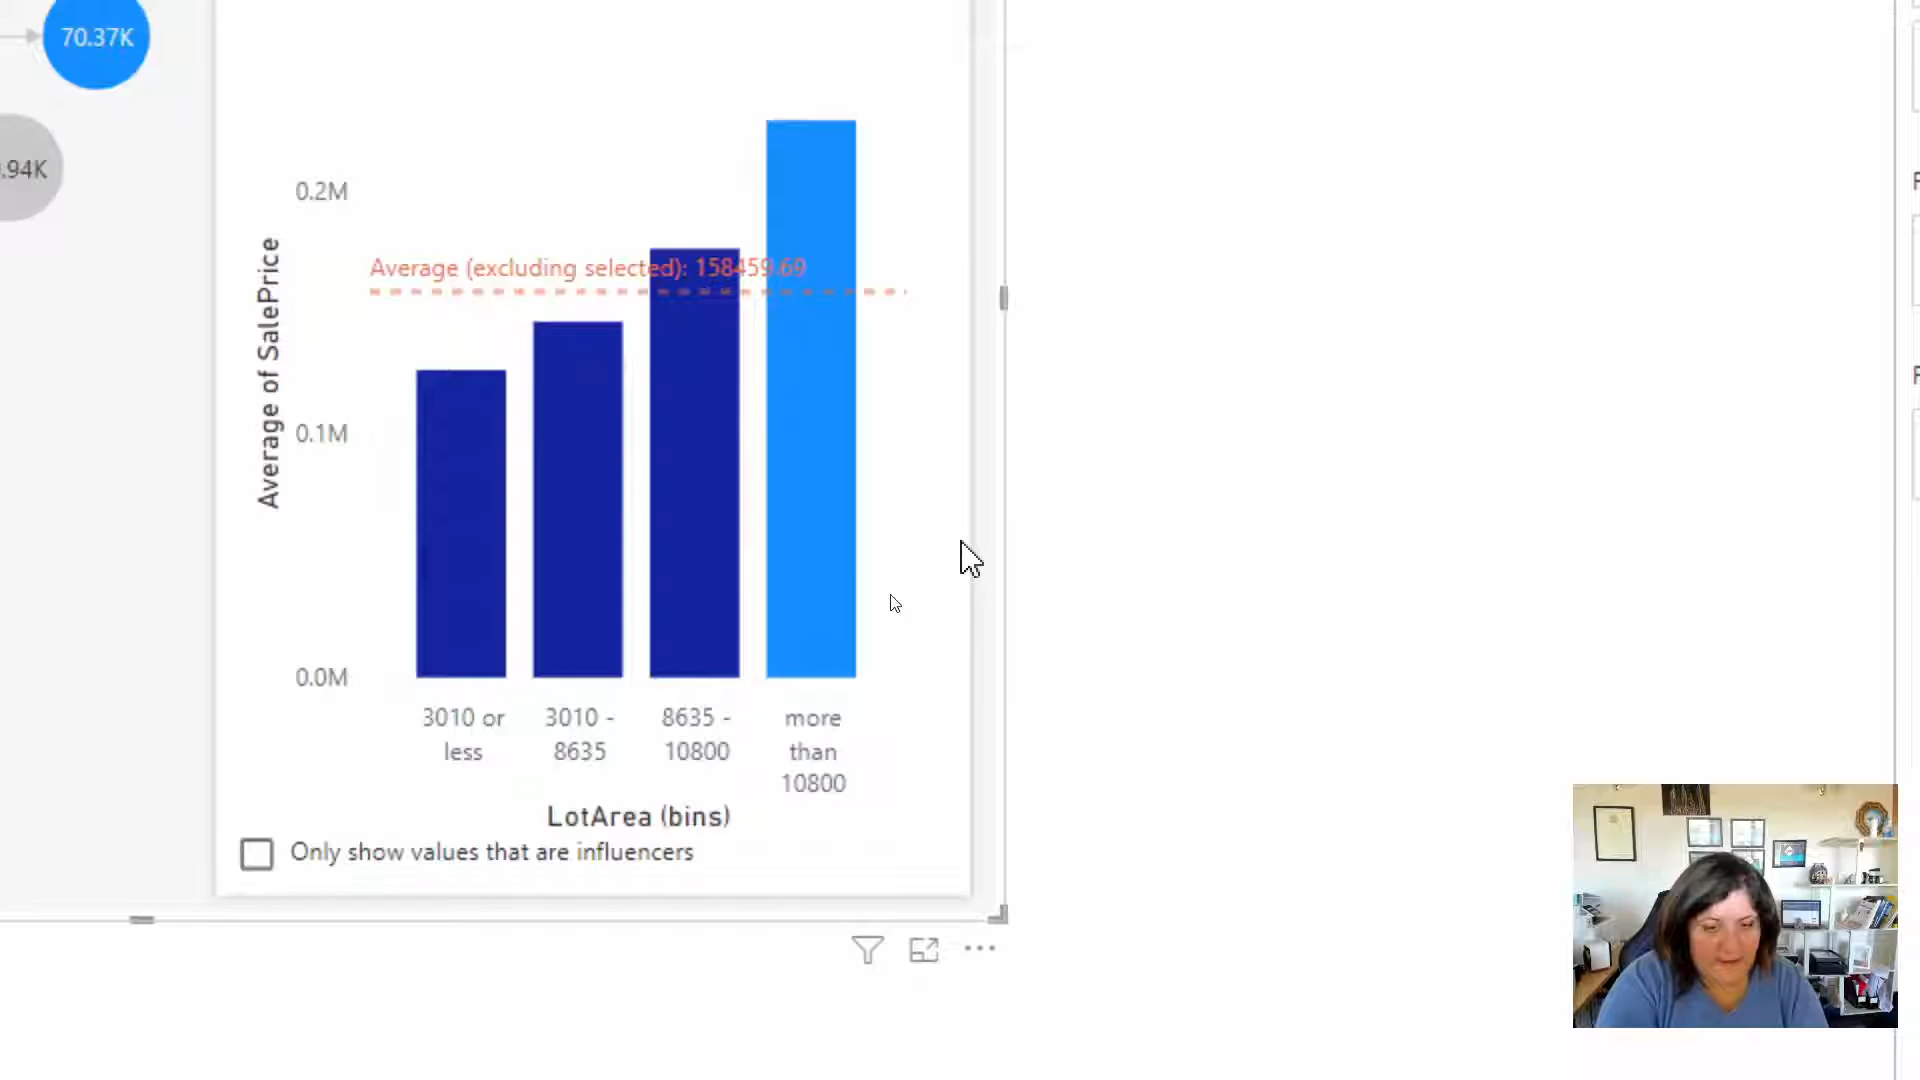 70.37K
.94K
0.2M
Average (excluding selected): 158459.69
0.1M
0.0M
Average of SalePrice
3010 or
less
3010 -
8635
8635 -
10800
more
than
10800
LotArea (bins)
Only show values that are influencers